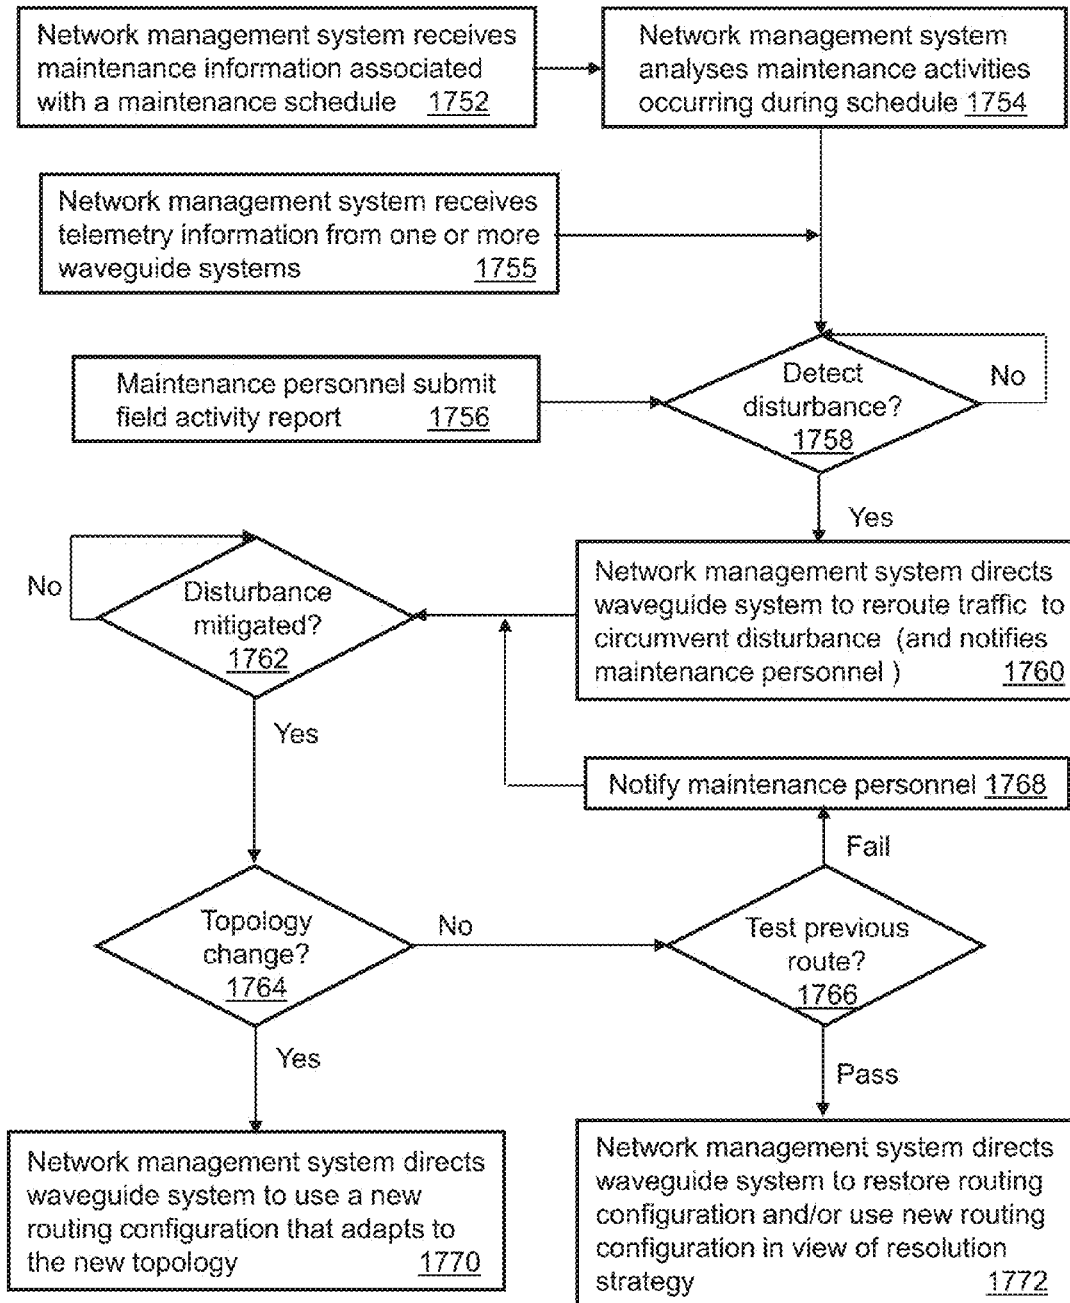 Network management system receives
maintenance information associated
with a maintenance schedule 1752
Network management system
analyses maintenance activities
occurring during schedule 1754
Network management system receives
telemetry information from one or more
waveguide systems 1755
Maintenance personnel submit
field activity report 1756
Detect
disturbance?
1758
No
Yes
Network management system directs
waveguide system to reroute traffic to
circumvent disturbance (and notifies
maintenance personnel ) 1760
Disturbance
mitigated?
1762
No
Yes
Notify maintenance personnel 1768
Fail
Topology
change?
1764
No
Test previous
route?
1766
Yes
Pass
Network management system directs
waveguide system to use a new
routing configuration that adapts to
the new topology 1770
Network management system directs
waveguide system to restore routing
configuration and/or use new routing
configuration in view of resolution
strategy 1772